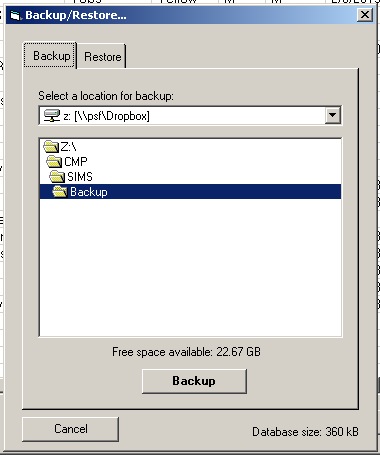 Backup/Restore...
Backup
Restore
Select a location for backup:
z: [\\psf\Dropbox]
Z:\
CMP
SIMS
Backup
Free space available: 22.67 GB
Backup
Cancel
Database size: 360 kB